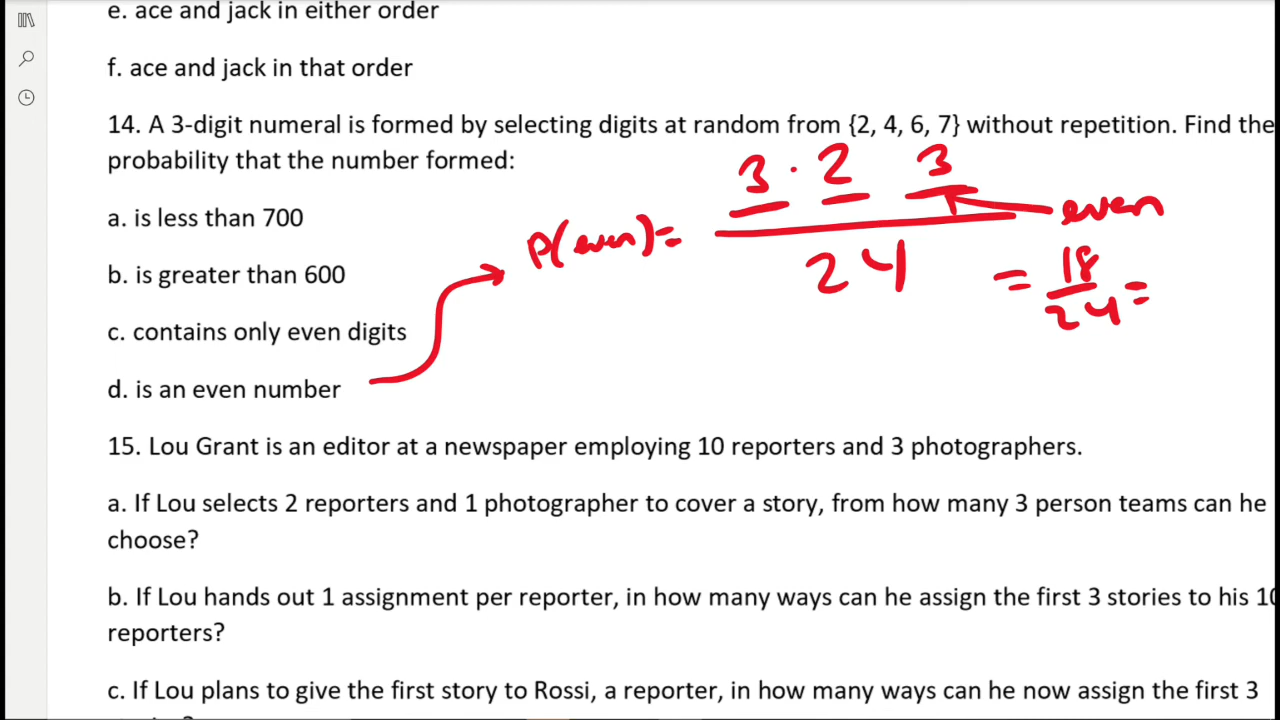 e. ace and jack in either order
f. ace and jack in that order
14. A 3-digit numeral is formed by selecting digits at random from {2, 4, 6, 7} without repetition. Find the
probability that the number formed:
3 · 2 3
a. is less than 700
P(even)=
even
24
b. is greater than 600
= 18/24 =
c. contains only even digits
d. is an even number
15. Lou Grant is an editor at a newspaper employing 10 reporters and 3 photographers.
a. If Lou selects 2 reporters and 1 photographer to cover a story, from how many 3 person teams can he
choose?
b. If Lou hands out 1 assignment per reporter, in how many ways can he assign the first 3 stories to his 10
reporters?
c. If Lou plans to give the first story to Rossi, a reporter, in how many ways can he now assign the first 3